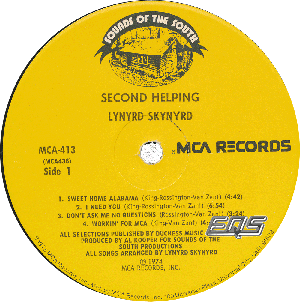 SOUNDS OF THE SOUTH
SECOND HELPING
LYNYRD SKYNYRD
MCA-413
(MCA436)
Side 1
MCA RECORDS
1. SWEET HOME ALABAMA (King-Rossington-Van Zant) (4:42)
2. I NEED YOU (King-Rossington-Van Zant) (6:54)
3. DON'T ASK ME NO QUESTIONS (Rossington-Van Zant) (3:24)
4. 'WORKIN' FOR MCA (King-Van Zant)
EQS
ALL SELECTIONS PUBLISHED BY DUCHESS MUSIC
PRODUCED BY AL KOOPER FOR SOUNDS OF THE
SOUTH PRODUCTIONS
ALL SONGS ARRANGED BY LYNYRD SKYNYRD
Ⓟ 1973
MCA RECORDS, INC.